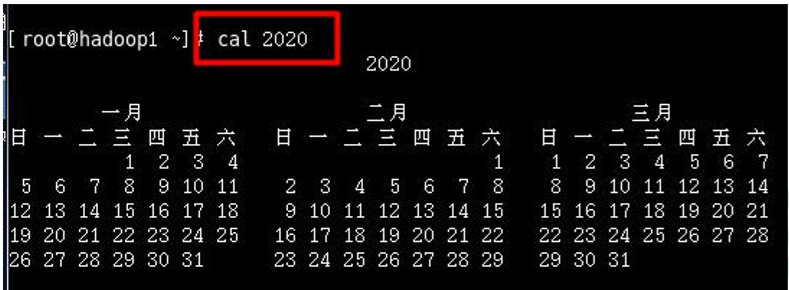 [root@hadoop1 ~]# cal 2020
2020
一月 二月 三月
日 一 二 三 四 五 六 日 一 二 三 四 五 六 日 一 二 三 四 五 六
1 2 3 4 1 1 2 3 4 5 6 7
5 6 7 8 9 10 11 2 3 4 5 6 7 8 8 9 10 11 12 13 14
12 13 14 15 16 17 18 9 10 11 12 13 14 15 15 16 17 18 19 20 21
19 20 21 22 23 24 25 16 17 18 19 20 21 22 22 23 24 25 26 27 28
26 27 28 29 30 31 23 24 25 26 27 28 29 29 30 31